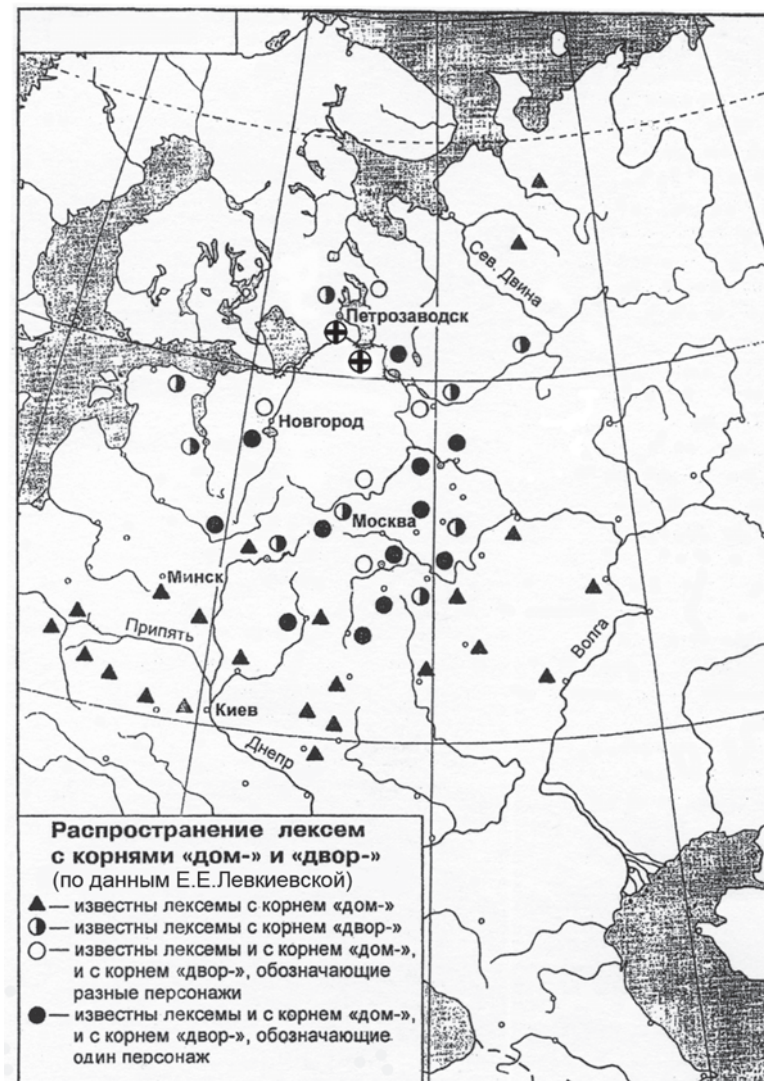 Сев. Двина
Петрозаводск
Новгород
Москва
Минск
Припять
Волга
Киев
Днепр
Распространение лексем
с корнями «дом-» и «двор-»
(по данным Е.Е.Левкиевской)
— известны лексемы с корнем «дом-»
— известны лексемы с корнем «двор-»
— известны лексемы и с корнем «дом-»,
и с корнем «двор-», обозначающие
разные персонажи
— известны лексемы и с корнем «дом-»,
и с корнем «двор-», обозначающие
один персонаж